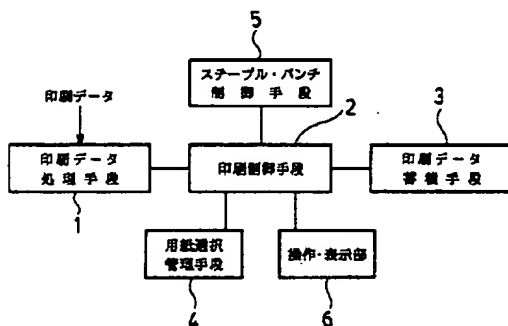 5
ステープル・パンチ
制御手段
印刷データ
2
3
印刷データ
処理手段
印刷制御手段
印刷データ
蓄積手段
1
用紙選択
管理手段
操作・表示部
4
6